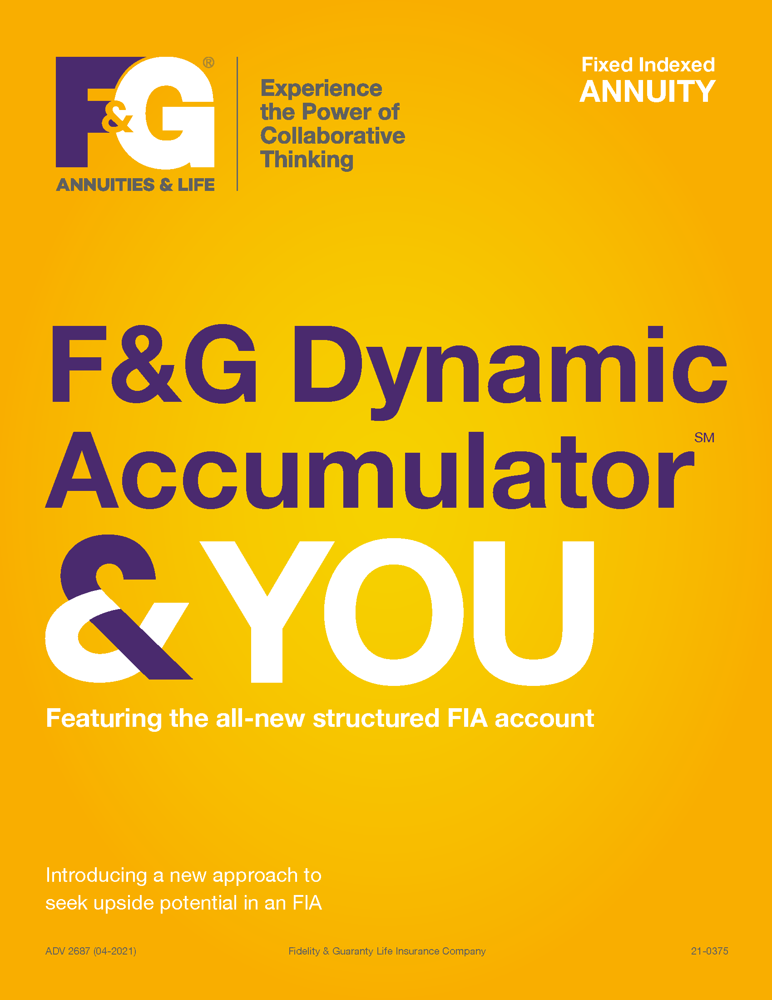 F&G®
ANNUITIES & LIFE
Experience
the Power of
Collaborative
Thinking
Fixed Indexed
ANNUITY
F&G Dynamic
Accumulator SM
& YOU
Featuring the all-new structured FIA account
Introducing a new approach to
seek upside potential in an FIA
ADV 2687 (04-2021)
Fidelity & Guaranty Life Insurance Company
21-0375